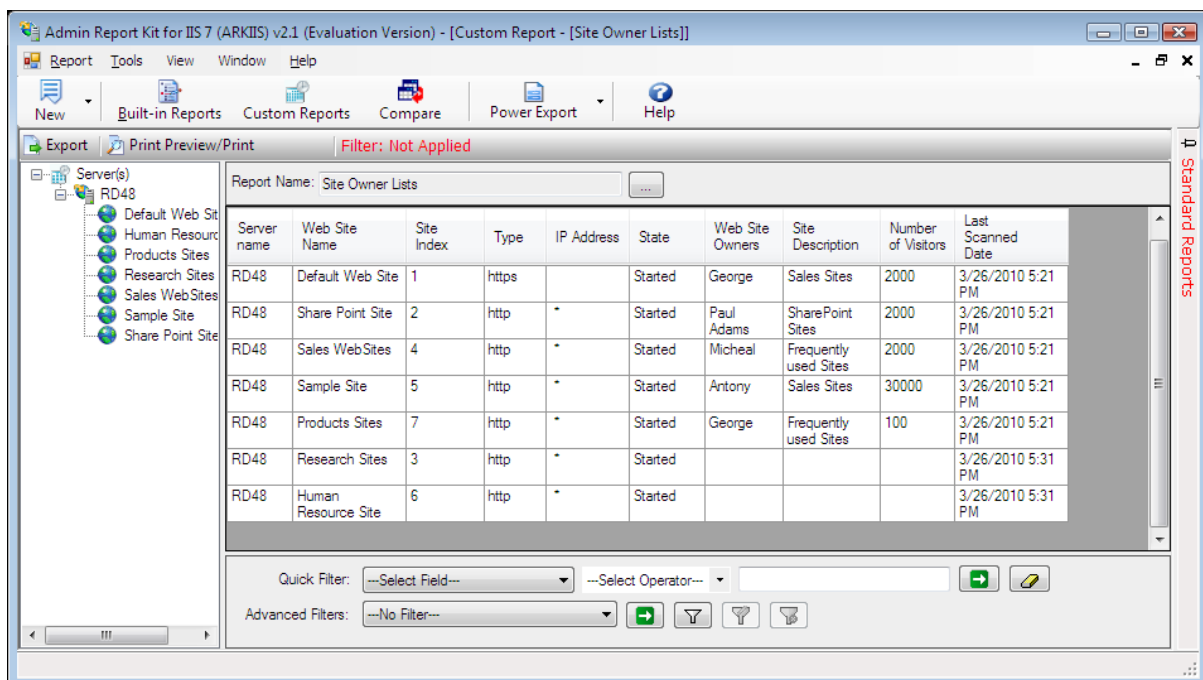 Admin Report Kit for IIS 7 (ARKIIS) v2.1 (Evaluation Version) - [Custom Report - [Site Owner Lists]]
Report Tools View Window Help
New Built-in Reports Custom Reports Compare Power Export Help
Export Print Preview/Print Filter: Not Applied
Standard Reports
Server(s)
RD48
Default Web Sit
Human Resourc
Products Sites
Research Sites
Sales WebSites
Sample Site
Share Point Site
Report Name: Site Owner Lists ...
Server name Web Site Name Site Index Type IP Address State Web Site Owners Site Description Number of Visitors Last Scanned Date
RD48 Default Web Site 1 https Started George Sales Sites 2000 3/26/2010 5:21 PM
RD48 Share Point Site 2 http * Started Paul Adams SharePoint Sites 2000 3/26/2010 5:21 PM
RD48 Sales WebSites 4 http * Started Micheal Frequently used Sites 2000 3/26/2010 5:21 PM
RD48 Sample Site 5 http * Started Antony Sales Sites 30000 3/26/2010 5:21 PM
RD48 Products Sites 7 http * Started George Frequently used Sites 100 3/26/2010 5:21 PM
RD48 Research Sites 3 http * Started 3/26/2010 5:31 PM
RD48 Human Resource Site 6 http * Started 3/26/2010 5:31 PM
Quick Filter: ---Select Field--- ---Select Operator---
Advanced Filters: ---No Filter---